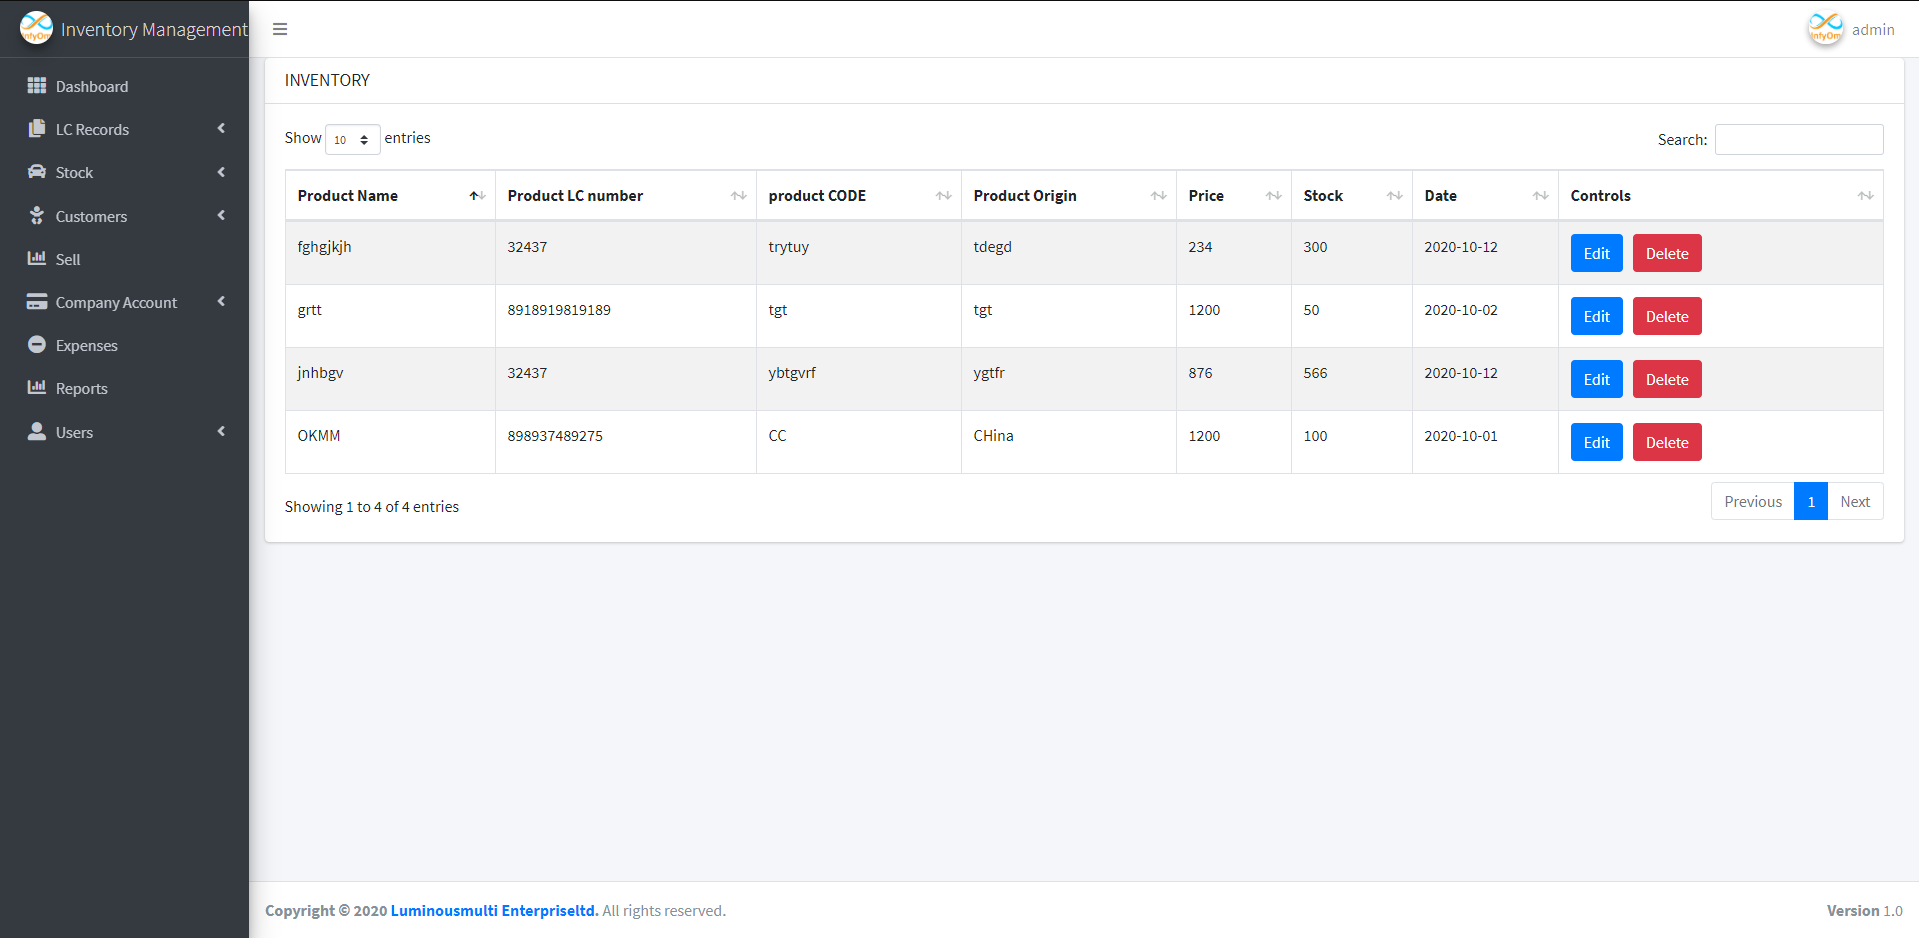 InfyOm Inventory Management
InfyOm admin
Dashboard
LC Records
Stock
Customers
Sell
Company Account
Expenses
Reports
Users
INVENTORY
Show 10 entries
Search:
Product Name Product LC number product CODE Product Origin Price Stock Date Controls
fghgjkjh 32437 trytuy tdegd 234 300 2020-10-12 Edit Delete
grtt 8918919819189 tgt tgt 1200 50 2020-10-02 Edit Delete
jnhbgv 32437 ybtgvrf ygtfr 876 566 2020-10-12 Edit Delete
OKMM 898937489275 CC CHina 1200 100 2020-10-01 Edit Delete
Showing 1 to 4 of 4 entries
Previous 1 Next
Copyright © 2020 Luminousmulti Enterpriseltd. All rights reserved.
Version 1.0